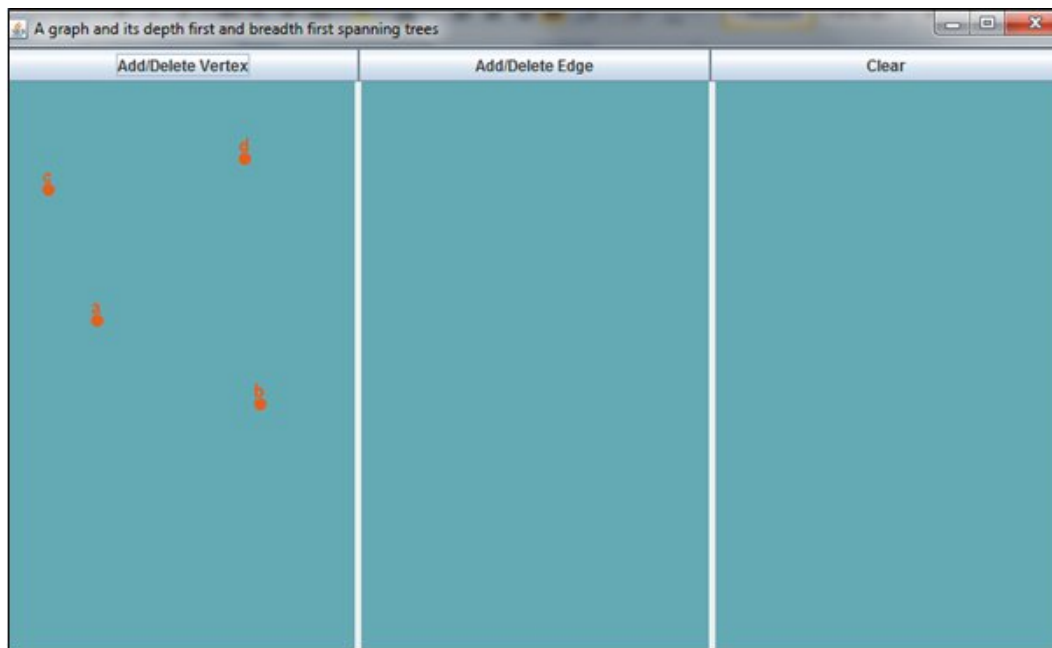 A graph and its depth first and breadth first spanning trees
Add/Delete Vertex Add/Delete Edge Clear
d
c
a
b